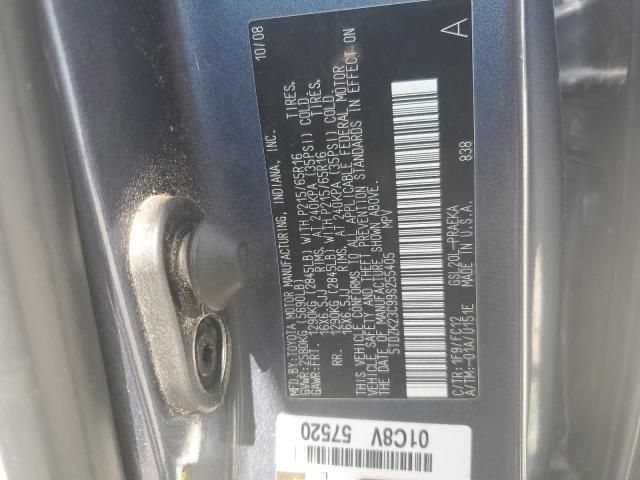 MFD.BY:TOYOTA MOTOR MANUFACTURING, INDIANA, INC. 10/08
GVWR:2580KG (5690LB)
GAWR:FRT. 1290KG (2845LB) WITH P215/65R16 TIRES,
16X6.5JJ RIMS, AT 240KPA (35PSI) COLD.
RR. 1290KG (2845LB) WITH P215/65R16 TIRES,
16X6.5JJ RIMS, AT 240KPA (35PSI) COLD.
THIS VEHICLE CONFORMS TO ALL APPLICABLE FEDERAL MOTOR
VEHICLE SAFETY AND THEFT PREVENTION STANDARDS IN EFFECT ON
THE DATE OF MANUFACTURE SHOWN ABOVE.
5TDZK23C99S255405 MPV
C/TR:1F9/FC12 GSL20L-PRAEKA 838 A
A/TM:-01A/U151E MADE IN U.S.A.
01C8V 57520